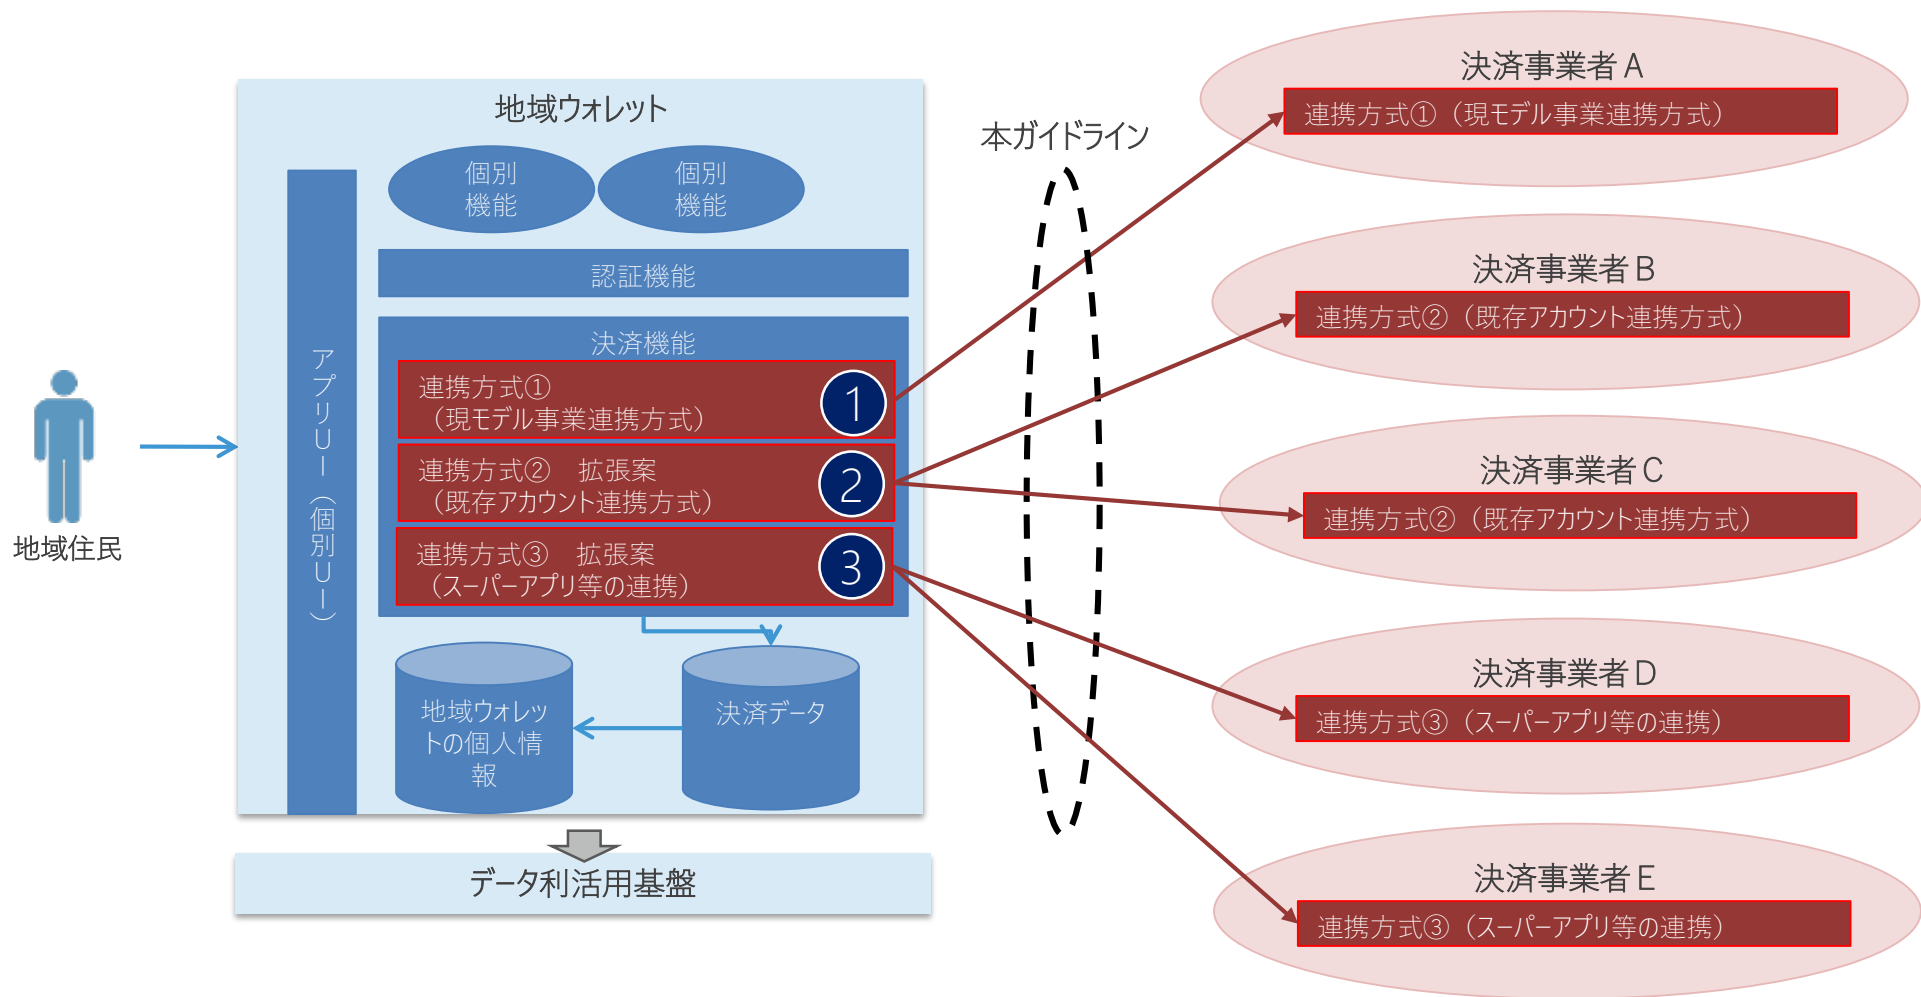 地域ウォレット
個別
機能
個別
機能
認証機能
決済機能
連携方式①
（現モデル事業連携方式）
1
連携方式②　拡張案
（既存アカウント連携方式）
2
連携方式③　拡張案
（スーパーアプリ等の連携）
3
アプリUI（個別UI）
地域住民
地域ウォレッ
トの個人情
報
決済データ
データ利活用基盤
本ガイドライン
決済事業者A
連携方式①（現モデル事業連携方式）
決済事業者B
連携方式②（既存アカウント連携方式）
決済事業者C
連携方式②（既存アカウント連携方式）
決済事業者D
連携方式③（スーパーアプリ等の連携）
決済事業者E
連携方式③（スーパーアプリ等の連携）